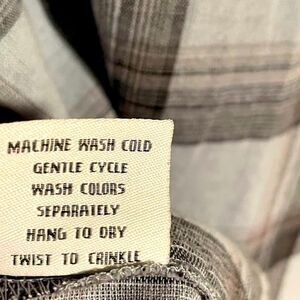 MACHINE WASH COLD
GENTLE CYCLE
WASH COLORS
SEPARATELY
HANG TO DRY
TWIST TO CRINKLE